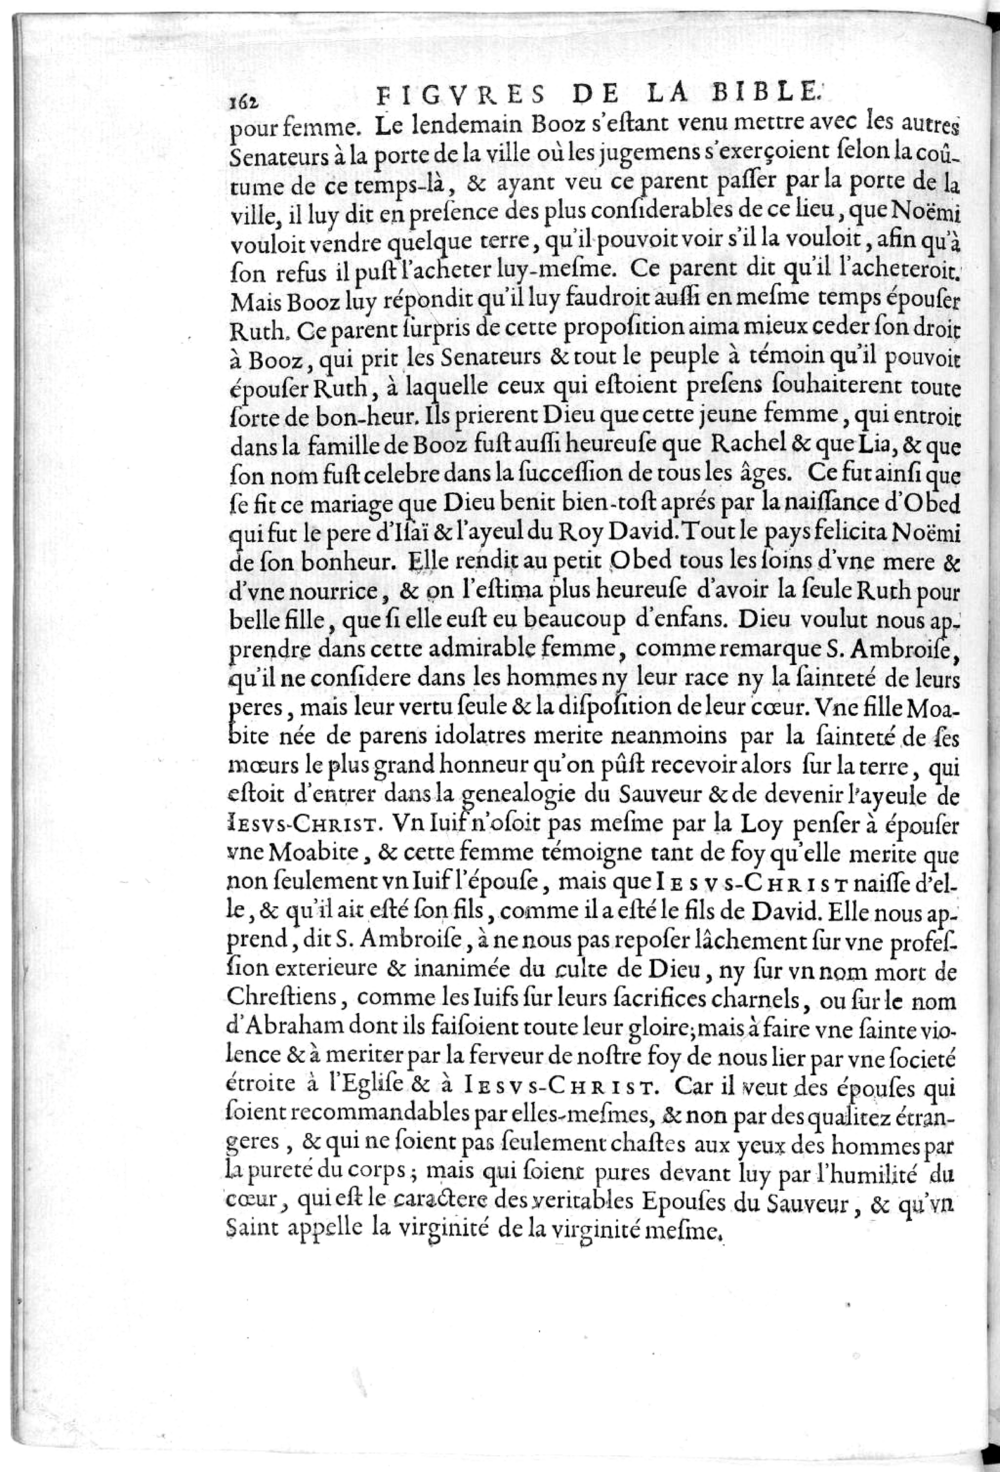 162 FIGVRES DE LA BIBLE.
pour femme. Le lendemain Booz s'eſtant venu mettre avec les autres
Senateurs à la porte de la ville où les jugemens s'exerçoient ſelon la coû-
tume de ce temps-là, & ayant veu ce parent paſſer par la porte de la
ville, il luy dit en preſence des plus conſiderables de ce lieu, que Noëmi
vouloit vendre quelque terre, qu'il pouvoit voir s'il la vouloit, afin qu'à
ſon refus il puſt l'acheter luy-meſme. Ce parent dit qu'il l'acheteroit.
Mais Booz luy répondit qu'il luy faudroit auſſi en meſme temps épouſer
Ruth. Ce parent ſurpris de cette propoſition aima mieux ceder ſon droit
à Booz, qui prit les Senateurs & tout le peuple à témoin qu'il pouvoit
épouſer Ruth, à laquelle ceux qui eſtoient preſens ſouhaiterent toute
ſorte de bon-heur. Ils prierent Dieu que cette jeune femme, qui entroit
dans la famille de Booz fuſt auſſi heureuſe que Rachel & que Lia, & que
ſon nom fuſt celebre dans la ſucceſſion de tous les âges. Ce fut ainſi que
ſe fit ce mariage que Dieu benit bien-toſt aprés par la naiſſance d'Obed
qui fut le pere d'Iſaï & l'ayeul du Roy David. Tout le pays felicita Noëmi
de ſon bonheur. Elle rendit au petit Obed tous les ſoins d'vne mere &
d'vne nourrice, & on l'eſtima plus heureuſe d'avoir la ſeule Ruth pour
belle fille, que ſi elle euſt eu beaucoup d'enfans. Dieu voulut nous ap-
prendre dans cette admirable femme, comme remarque S. Ambroiſe,
qu'il ne conſidere dans les hommes ny leur race ny la ſainteté de leurs
peres, mais leur vertu ſeule & la diſpoſition de leur cœur. Vne fille Moa-
bite née de parens idolatres merite neanmoins par la ſainteté de ſes
mœurs le plus grand honneur qu'on pûſt recevoir alors ſur la terre, qui
eſtoit d'entrer dans la genealogie du Sauveur & de devenir l'ayeule de
IESVS-CHRIST. Vn Iuif n'oſoit pas meſme par la Loy penſer à épouſer
vne Moabite, & cette femme témoigne tant de foy qu'elle merite que
non ſeulement vn Iuif l'épouſe, mais que IESVS-CHRIST naiſſe d'el-
le, & qu'il ait eſté ſon fils, comme il a eſté le fils de David. Elle nous ap-
prend, dit S. Ambroiſe, à ne nous pas repoſer lâchement ſur vne profeſ-
ſion exterieure & inanimée du culte de Dieu, ny ſur vn nom mort de
Chreſtiens, comme les Iuifs ſur leurs ſacrifices charnels, ou ſur le nom
d'Abraham dont ils faiſoient toute leur gloire; mais à faire vne ſainte vio-
lence & à meriter par la ferveur de noſtre foy de nous lier par vne ſocieté
étroite à l'Egliſe & à IESVS-CHRIST. Car il veut des épouſes qui
ſoient recommandables par elles-meſmes, & non par des qualitez étran-
geres, & qui ne ſoient pas ſeulement chaſtes aux yeux des hommes par
la pureté du corps; mais qui ſoient pures devant luy par l'humilité du
cœur, qui eſt le caractere des veritables Epouſes du Sauveur, & qu'vn
Saint appelle la virginité de la virginité meſme.